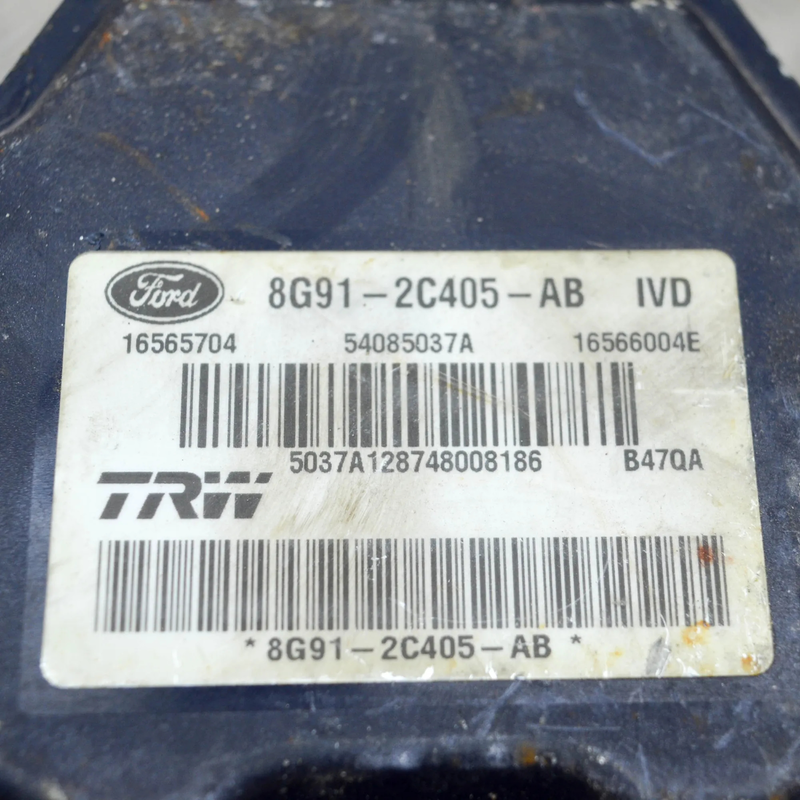 Ford 8G91-2C405-AB IVD
16565704 54085037A 16566004E
5037A128748008186 B47QA
TRW
*8G91-2C405-AB*